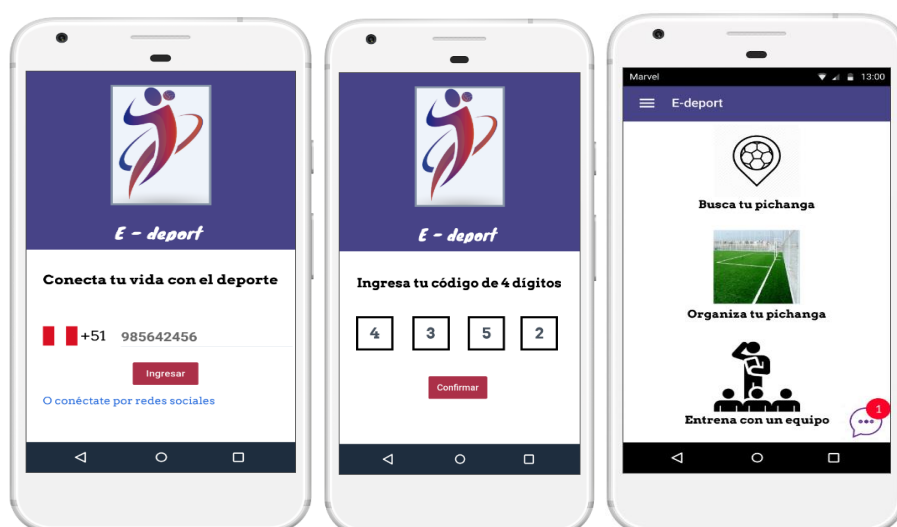 E - deport
Conecta tu vida con el deporte
+51 985642456
Ingresar
O conéctate por redes sociales
E - deport
Ingresa tu código de 4 dígitos
4 3 5 2
Confirmar
Marvel 13:00
E-deport
Busca tu pichanga
Organiza tu pichanga
Entrena con un equipo
1